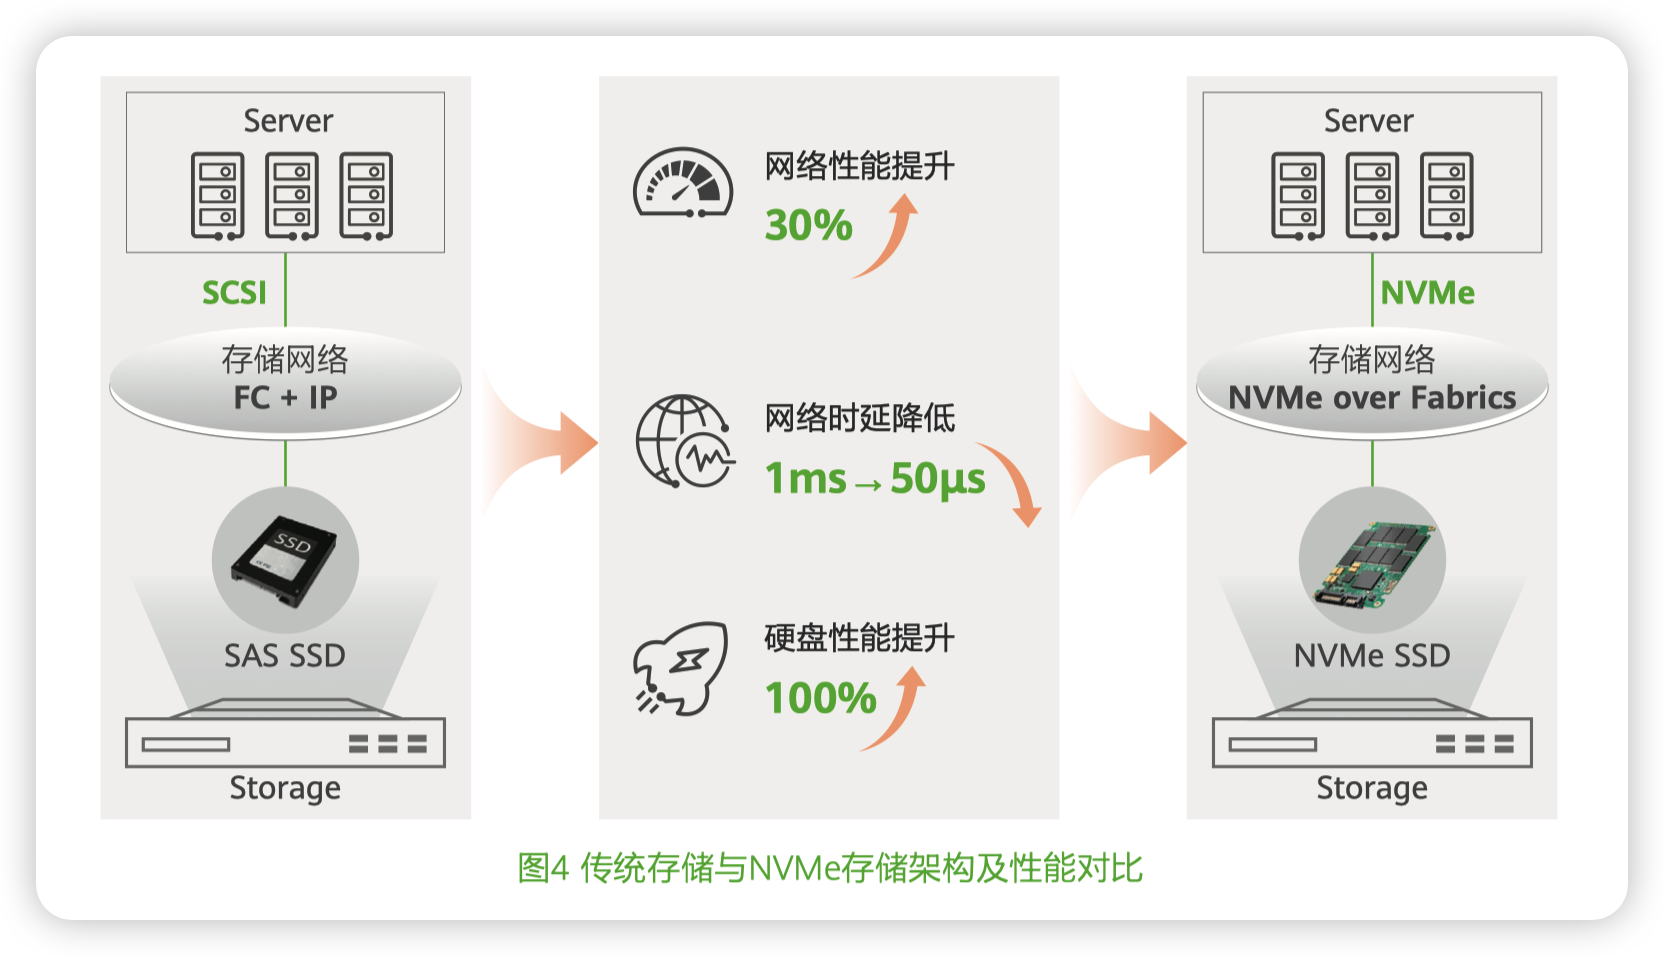 Server
SCSI
存储网络
FC + IP
SSD
SAS SSD
Storage
网络性能提升
30%
网络时延降低
1ms→50μs
硬盘性能提升
100%
Server
NVMe
存储网络
NVMe over Fabrics
NVMe SSD
Storage
图4 传统存储与NVMe存储架构及性能对比